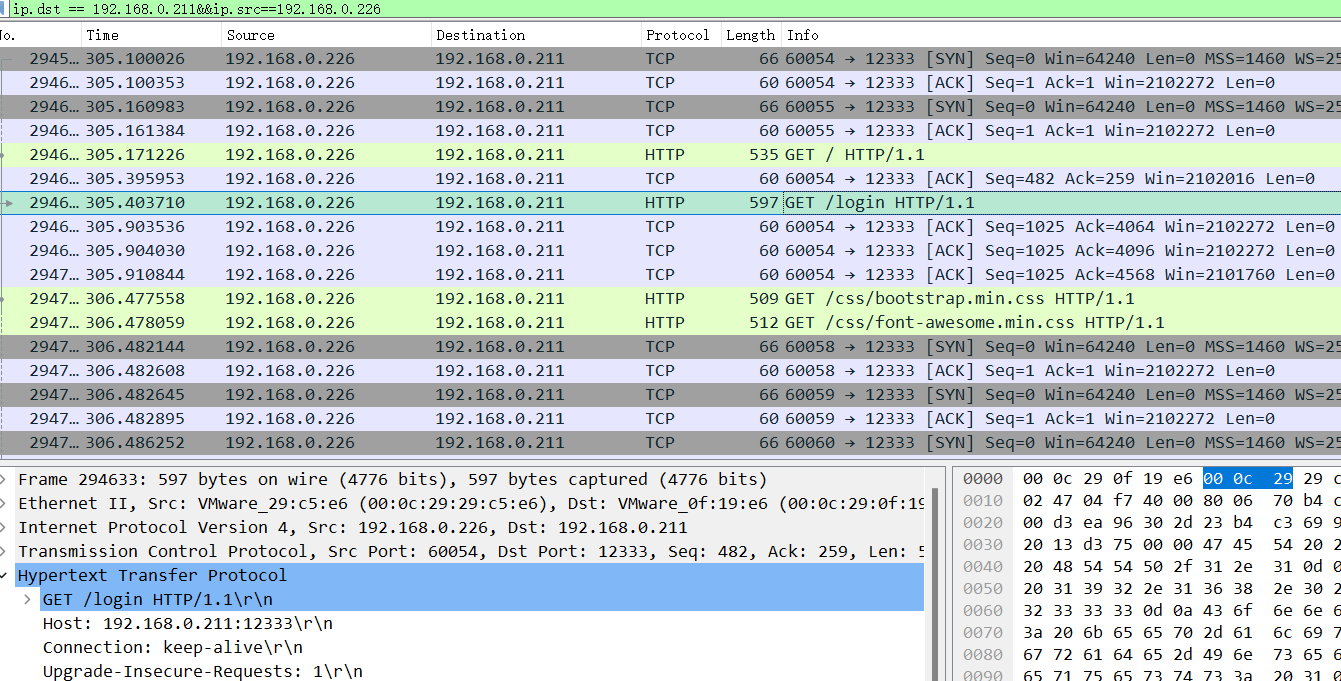 ip.dst == 192.168.0.211&&ip.src==192.168.0.226
No. Time Source Destination Protocol Length Info
2945… 305.100026 192.168.0.226 192.168.0.211 TCP 66 60054 → 12333 [SYN] Seq=0 Win=64240 Len=0 MSS=1460 WS=25
2946… 305.100353 192.168.0.226 192.168.0.211 TCP 60 60054 → 12333 [ACK] Seq=1 Ack=1 Win=2102272 Len=0
2946… 305.160983 192.168.0.226 192.168.0.211 TCP 66 60055 → 12333 [SYN] Seq=0 Win=64240 Len=0 MSS=1460 WS=25
2946… 305.161384 192.168.0.226 192.168.0.211 TCP 60 60055 → 12333 [ACK] Seq=1 Ack=1 Win=2102272 Len=0
2946… 305.171226 192.168.0.226 192.168.0.211 HTTP 535 GET / HTTP/1.1
2946… 305.395953 192.168.0.226 192.168.0.211 TCP 60 60054 → 12333 [ACK] Seq=482 Ack=259 Win=2102016 Len=0
2946… 305.403710 192.168.0.226 192.168.0.211 HTTP 597 GET /login HTTP/1.1
2946… 305.903536 192.168.0.226 192.168.0.211 TCP 60 60054 → 12333 [ACK] Seq=1025 Ack=4064 Win=2102272 Len=0
2946… 305.904030 192.168.0.226 192.168.0.211 TCP 60 60054 → 12333 [ACK] Seq=1025 Ack=4096 Win=2102272 Len=0
2947… 305.910844 192.168.0.226 192.168.0.211 TCP 60 60054 → 12333 [ACK] Seq=1025 Ack=4568 Win=2101760 Len=0
2947… 306.477558 192.168.0.226 192.168.0.211 HTTP 509 GET /css/bootstrap.min.css HTTP/1.1
2947… 306.478059 192.168.0.226 192.168.0.211 HTTP 512 GET /css/font-awesome.min.css HTTP/1.1
2947… 306.482144 192.168.0.226 192.168.0.211 TCP 66 60058 → 12333 [SYN] Seq=0 Win=64240 Len=0 MSS=1460 WS=25
2947… 306.482608 192.168.0.226 192.168.0.211 TCP 60 60058 → 12333 [ACK] Seq=1 Ack=1 Win=2102272 Len=0
2947… 306.482645 192.168.0.226 192.168.0.211 TCP 66 60059 → 12333 [SYN] Seq=0 Win=64240 Len=0 MSS=1460 WS=25
2947… 306.482895 192.168.0.226 192.168.0.211 TCP 60 60059 → 12333 [ACK] Seq=1 Ack=1 Win=2102272 Len=0
2947… 306.486252 192.168.0.226 192.168.0.211 TCP 66 60060 → 12333 [SYN] Seq=0 Win=64240 Len=0 MSS=1460 WS=25
Frame 294633: 597 bytes on wire (4776 bits), 597 bytes captured (4776 bits)
Ethernet II, Src: VMware_29:c5:e6 (00:0c:29:29:c5:e6), Dst: VMware_0f:19:e6 (00:0c:29:0f:19
Internet Protocol Version 4, Src: 192.168.0.226, Dst: 192.168.0.211
Transmission Control Protocol, Src Port: 60054, Dst Port: 12333, Seq: 482, Ack: 259, Len: 5
Hypertext Transfer Protocol
GET /login HTTP/1.1\r\n
Host: 192.168.0.211:12333\r\n
Connection: keep-alive\r\n
Upgrade-Insecure-Requests: 1\r\n
0000 00 0c 29 0f 19 e6 00 0c 29 29 c
0010 02 47 04 f7 40 00 80 06 70 b4 c
0020 00 d3 ea 96 30 2d 23 b4 c3 69 9
0030 20 13 d3 75 00 00 47 45 54 20 2
0040 20 48 54 54 50 2f 31 2e 31 0d 0
0050 20 31 39 32 2e 31 36 38 2e 30 2
0060 32 33 33 33 0d 0a 43 6f 6e 6e 6
0070 3a 20 6b 65 65 70 2d 61 6c 69 7
0080 67 72 61 64 65 2d 49 6e 73 65 6
0090 65 71 75 65 73 74 73 3a 20 31 0